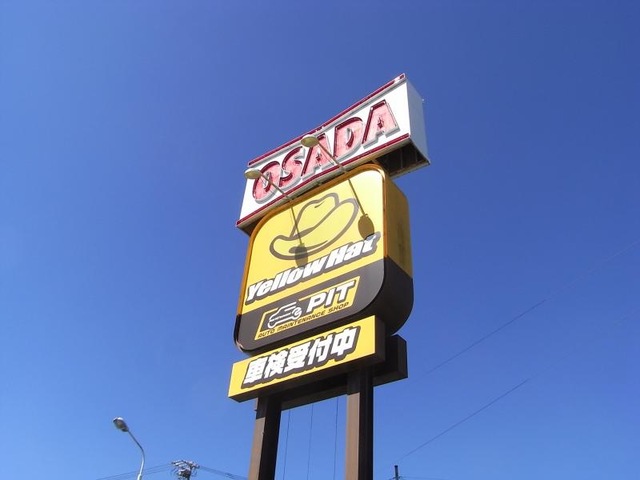 OSADA
Yellow Hat
PIT
AUTO MAINTENANCE SHOP
車検受付中